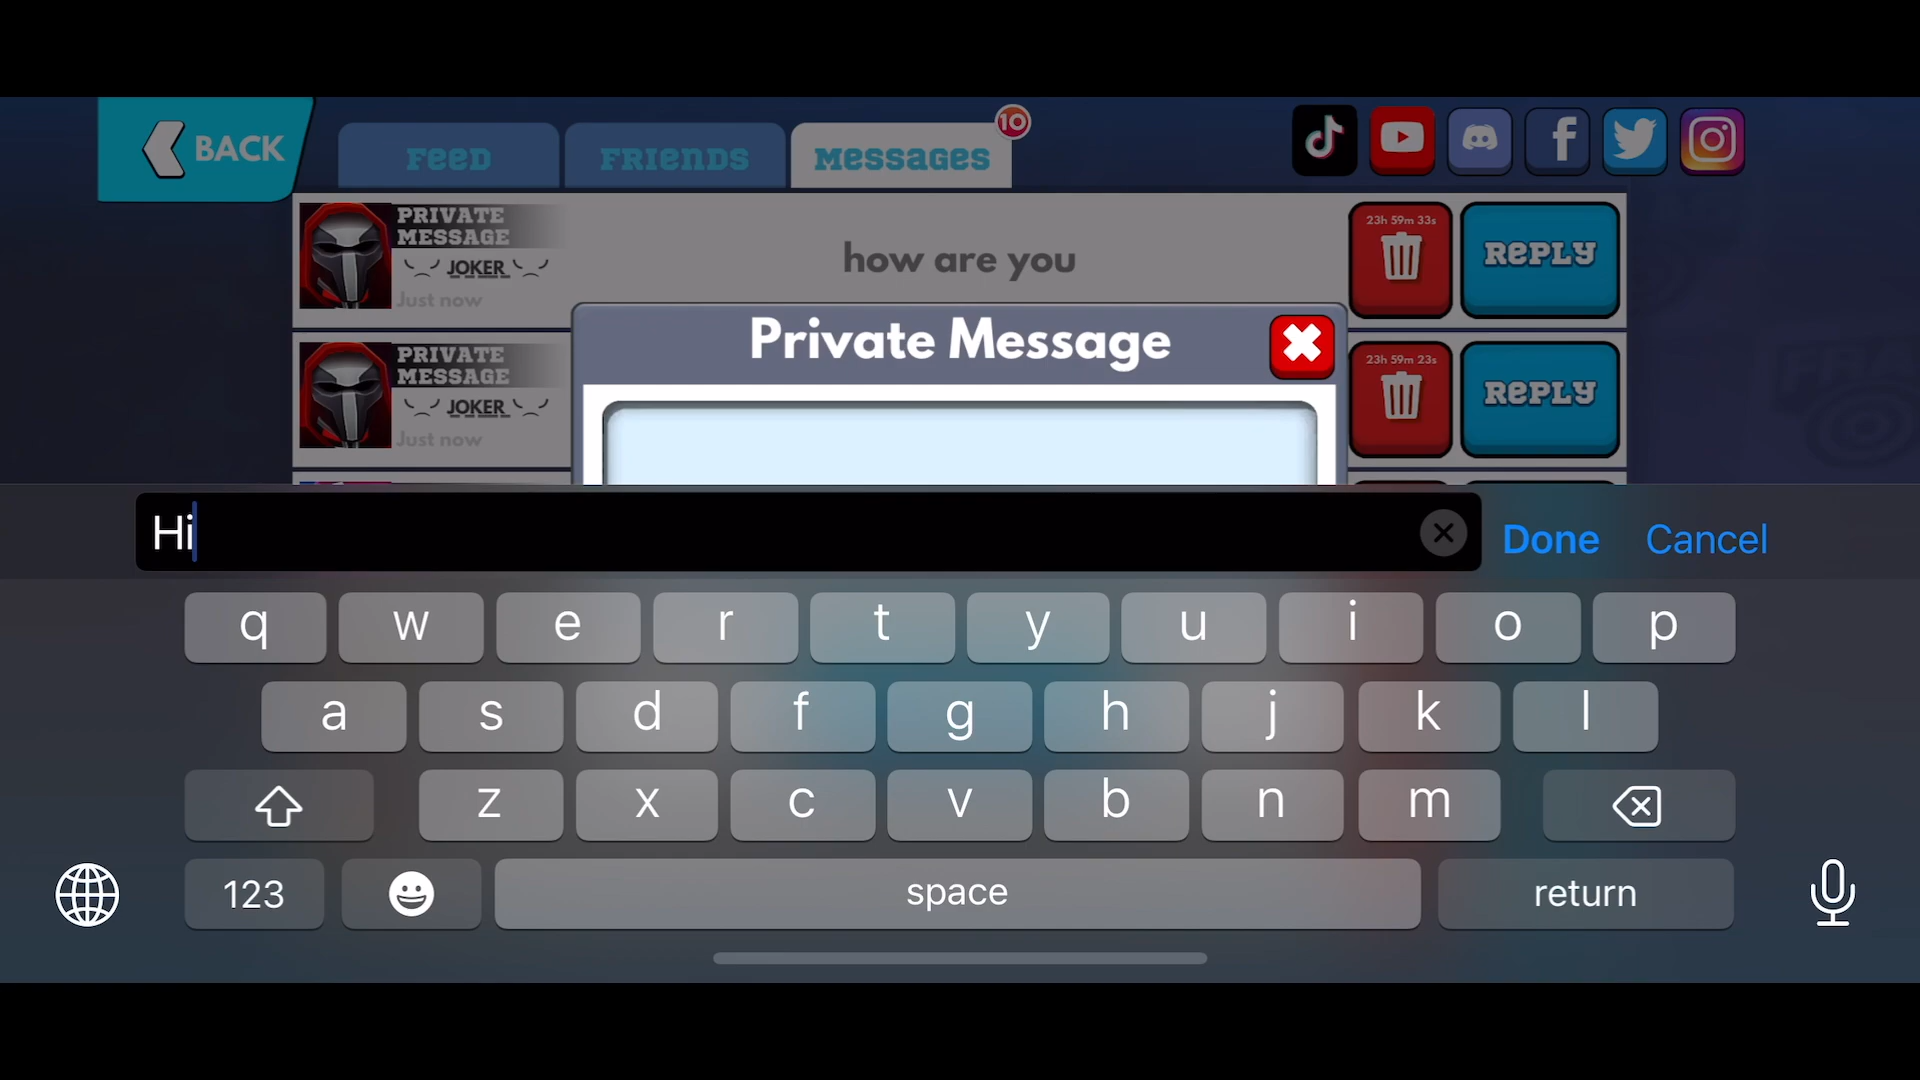 BACK
Feed
Friends
Messages
10
PRIVATE
MESSAGE
JOKER
Just now
how are you
23h 59m 33s
Reply
Private Message
PRIVATE
MESSAGE
JOKER
Just now
23h 59m 23s
Reply
Hi
Done
Cancel
q w e r t y u i o p
a s d f g h j k l
z x c v b n m
123
space
return